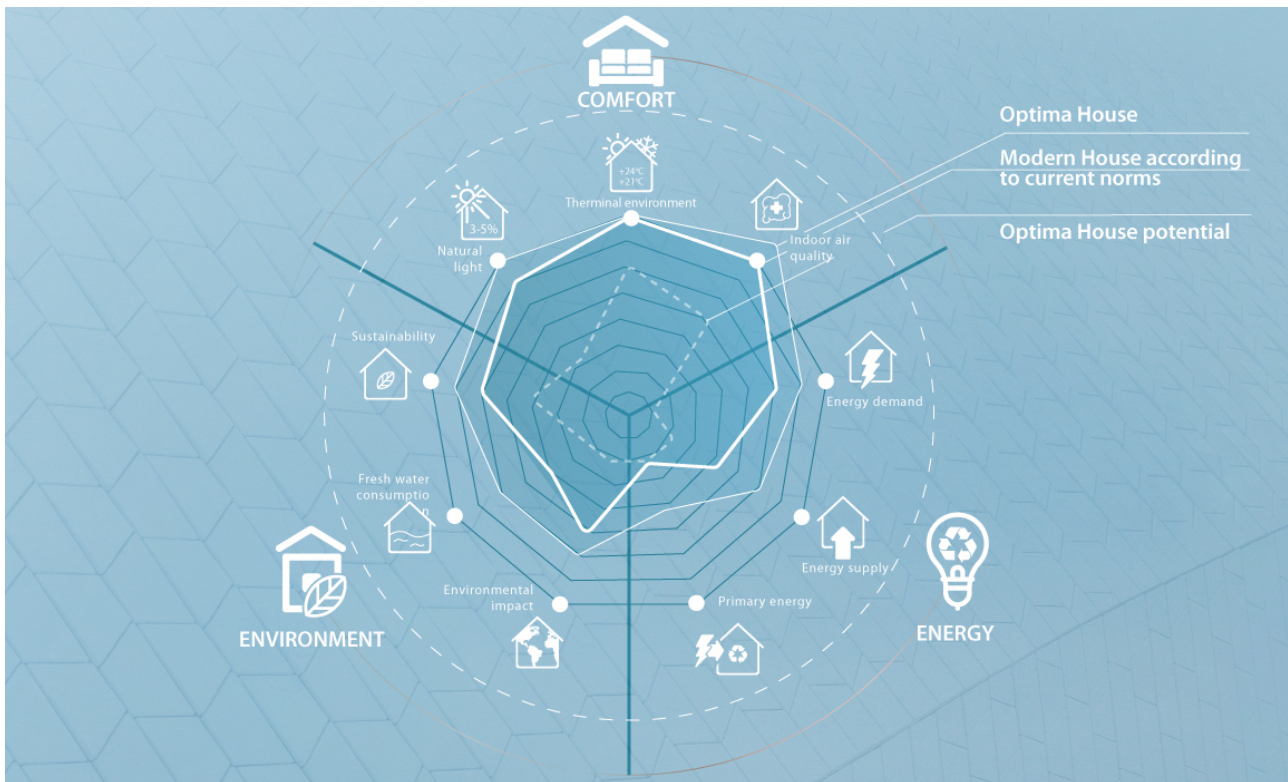 COMFORT
Optima House
Modern House according
to current norms
Optima House potential
+24°C
+21°C
Therminal environment
3-5%
Natural
light
Indoor air
quality
Sustainability
Energy demand
Fresh water
consumptio
n
Energy supply
Environmental
impact
Primary energy
ENVIRONMENT
ENERGY